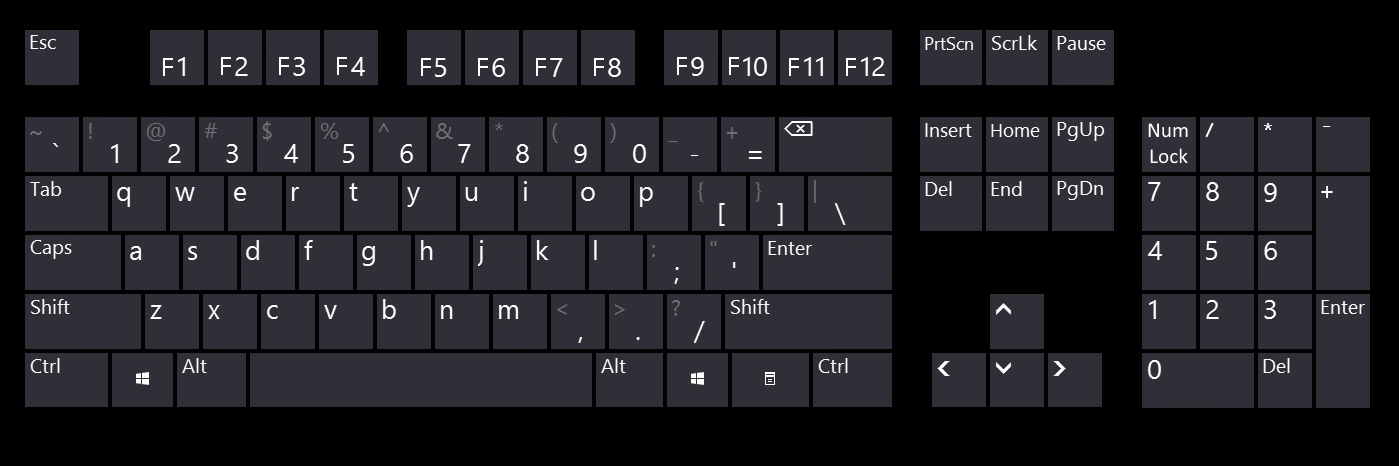 Esc F1 F2 F3 F4 F5 F6 F7 F8 F9 F10 F11 F12 PrtScn ScrLk Pause
~ ` ! 1 @ 2 # 3 $ 4 % 5 ^ 6 & 7 * 8 ( 9 ) 0 _ - + = Insert Home PgUp Num Lock / * -
Tab q w e r t y u i o p { [ } ] | \ Del End PgDn 7 8 9 +
Caps a s d f g h j k l : ; " ' Enter 4 5 6
Shift z x c v b n m < , > . ? / Shift 1 2 3 Enter
Ctrl Alt Alt Ctrl 0 Del